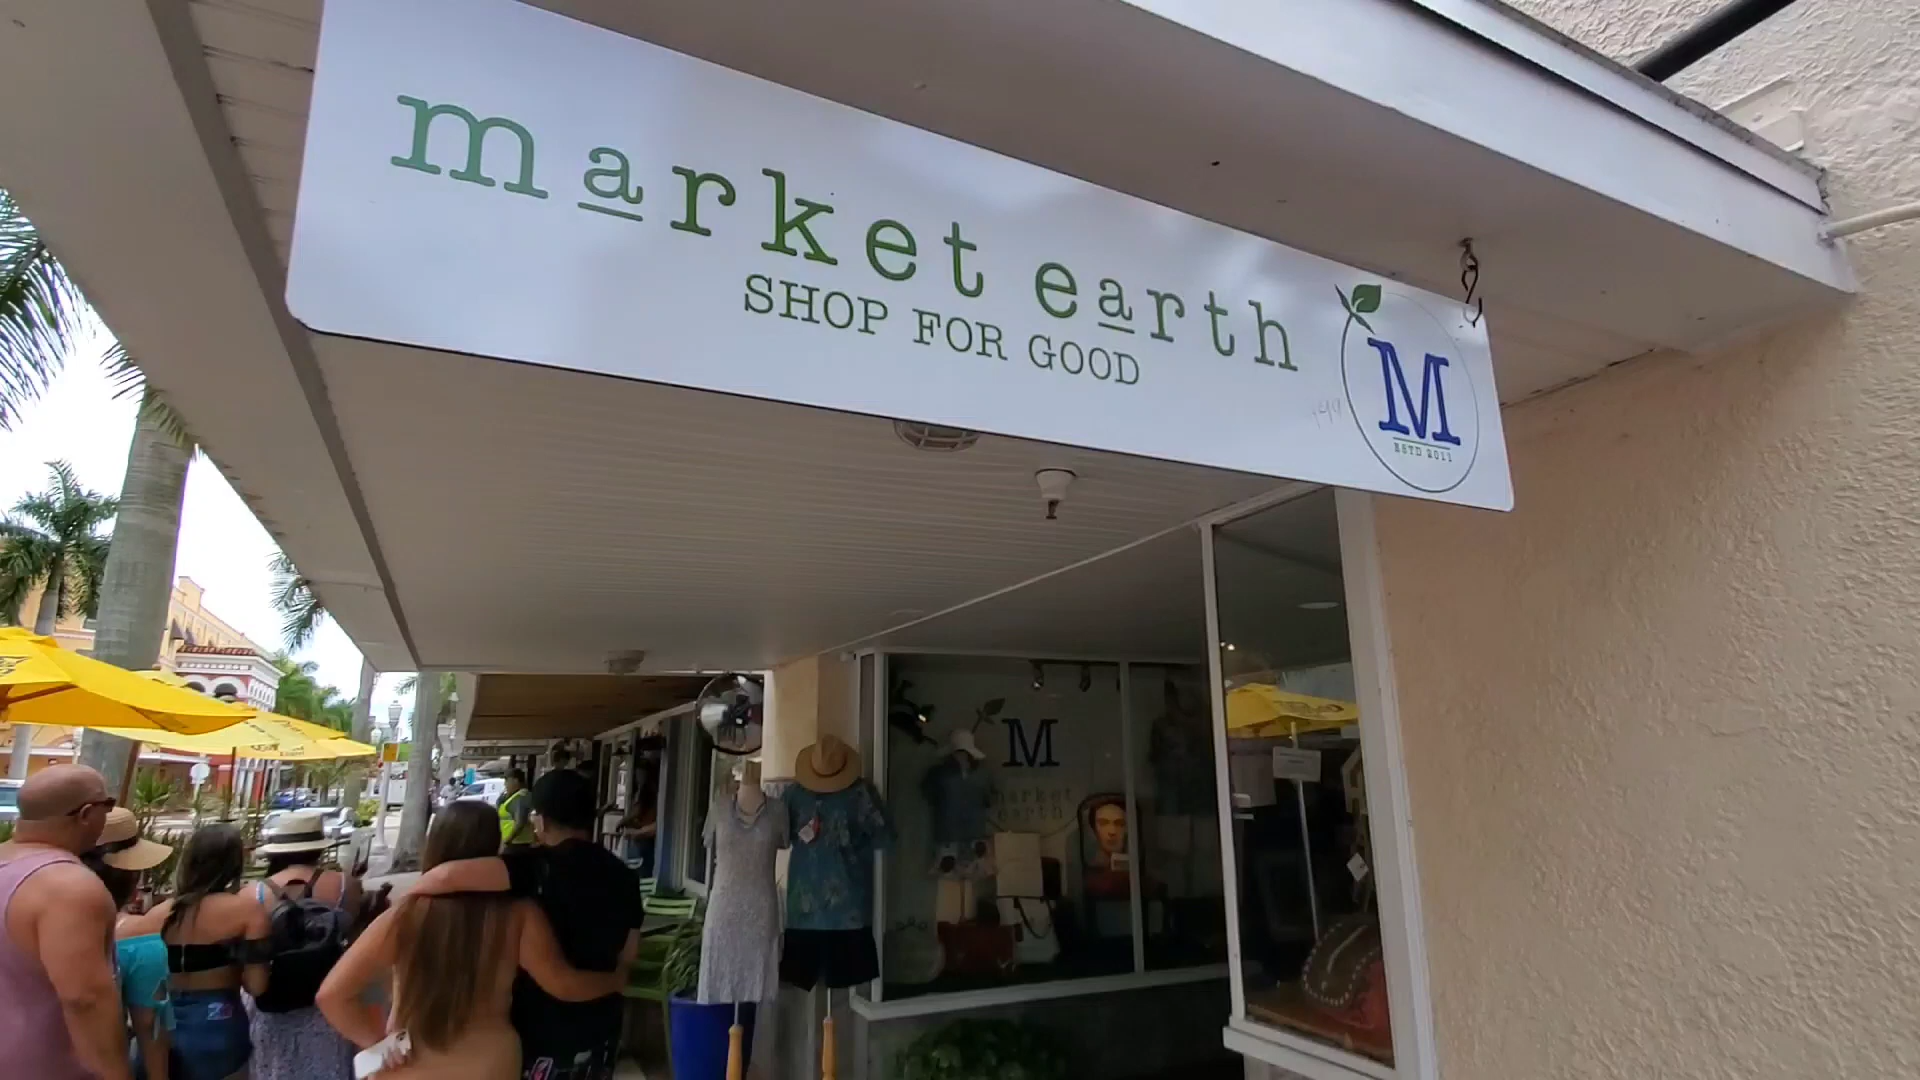 market earth
SHOP FOR GOOD
M
ESTD 2011
M
market
earth